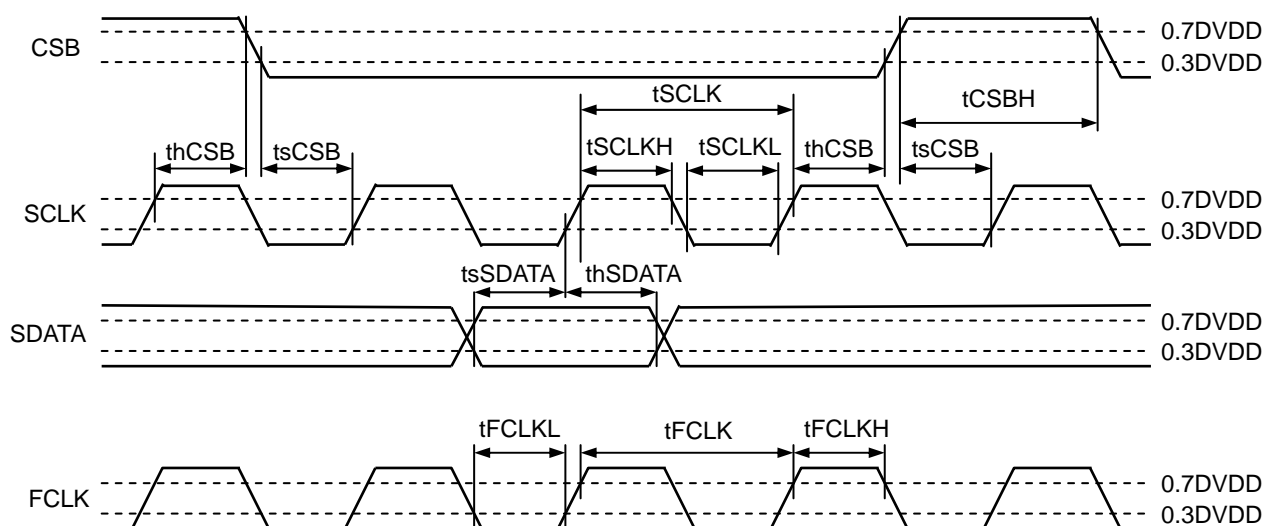 CSB
0.7DVDD
0.3DVDD
tSCLK
tCSBH
thCSB
tsCSB
tSCLKH
tSCLKL
thCSB
tsCSB
SCLK
0.7DVDD
0.3DVDD
tsSDATA
thSDATA
SDATA
0.7DVDD
0.3DVDD
tFCLKL
tFCLK
tFCLKH
FCLK
0.7DVDD
0.3DVDD